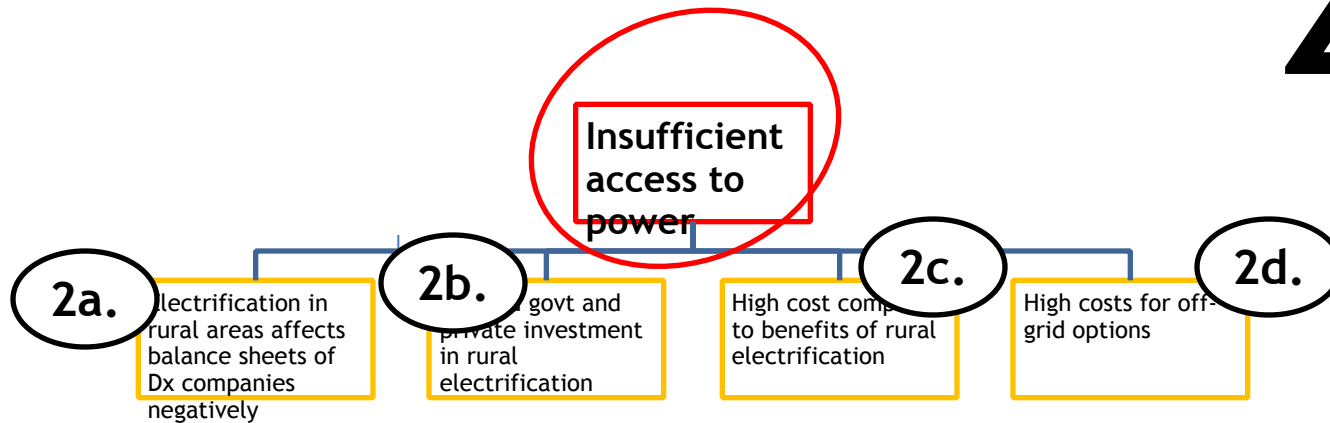 Insufficient
access to
power
2a.
2b.
2c.
2d.
lectrification in
rural areas affects
balance sheets of
Dx companies
negatively
govt and
private investment
in rural
electrification
High cost comp
to benefits of rural
electrification
High costs for off-
grid options